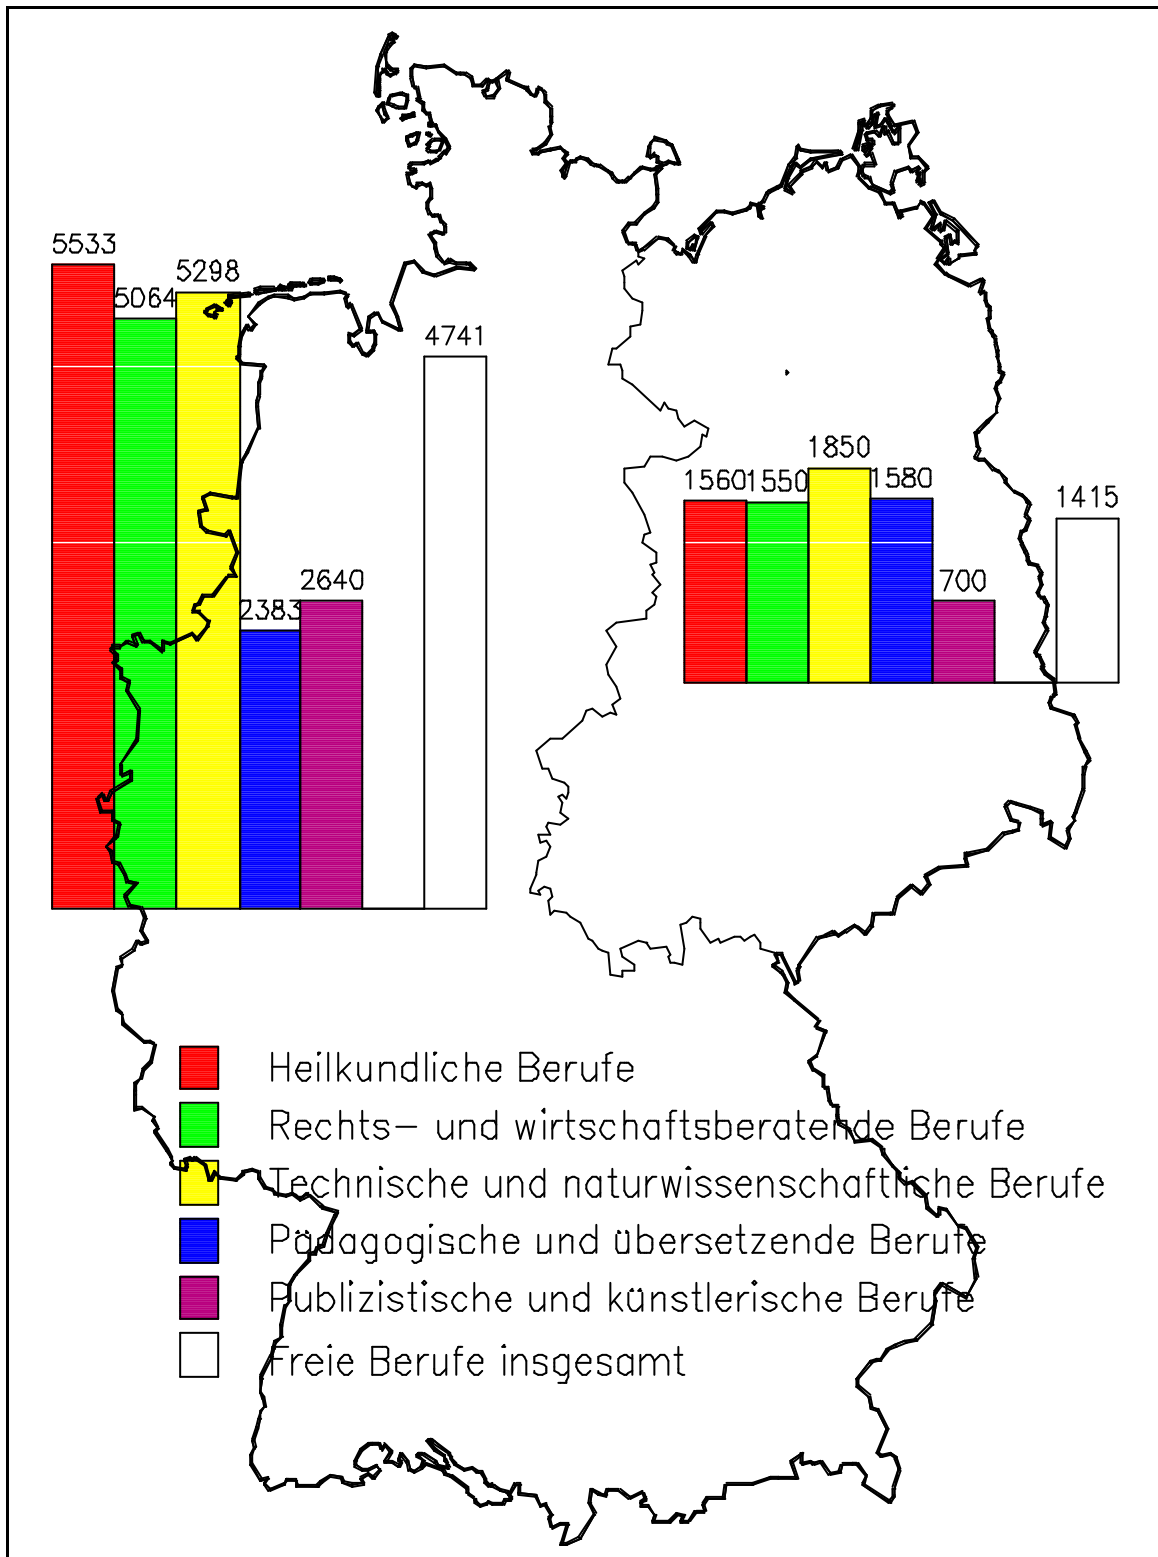 5533
5064
5298
2383
2640
4741
1560
1550
1850
1580
700
1415
Heilkundliche Berufe
Rechts- und wirtschaftsberatende Berufe
Technische und naturwissenschaftliche Berufe
Pädagogische und übersetzende Berufe
Publizistische und künstlerische Berufe
Freie Berufe insgesamt